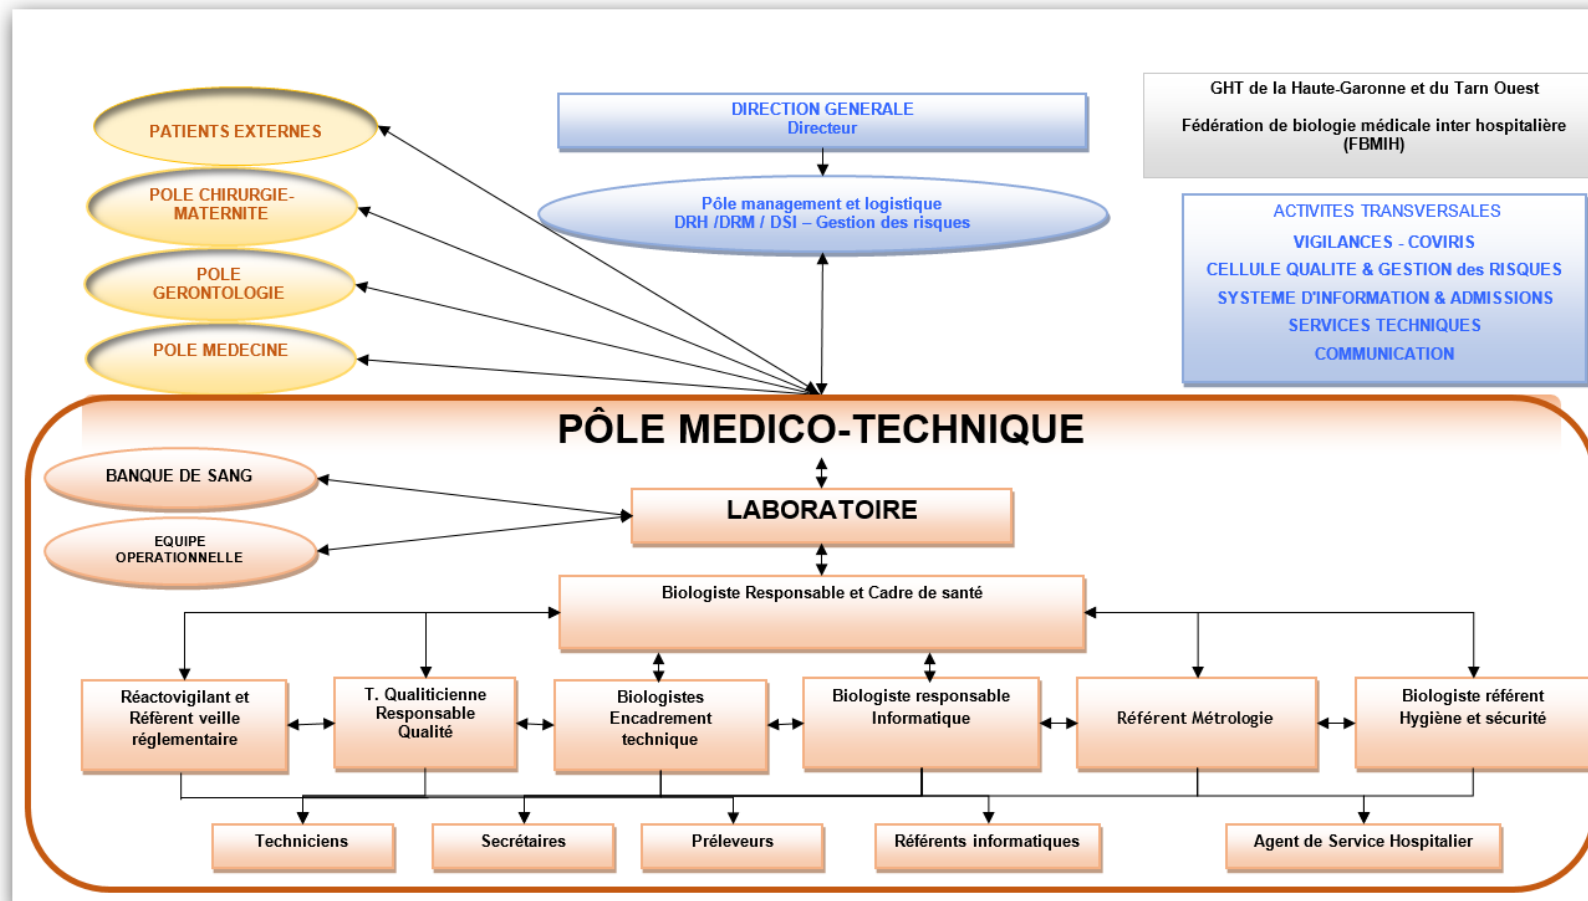 PATIENTS EXTERNES
POLE CHIRURGIE-
MATERNITE
POLE
GERONTOLOGIE
POLE MEDECINE
DIRECTION GENERALE
Directeur
Pôle management et logistique
DRH /DRM / DSI – Gestion des risques
GHT de la Haute-Garonne et du Tarn Ouest
Fédération de biologie médicale inter hospitalière
(FBMIH)
ACTIVITES TRANSVERSALES
VIGILANCES - COVIRIS
CELLULE QUALITE & GESTION des RISQUES
SYSTEME D'INFORMATION & ADMISSIONS
SERVICES TECHNIQUES
COMMUNICATION
PÔLE MEDICO-TECHNIQUE
BANQUE DE SANG
EQUIPE
OPERATIONNELLE
LABORATOIRE
Biologiste Responsable et Cadre de santé
Réactovigilant et
Réfèrent veille
réglementaire
T. Qualiticienne
Responsable
Qualité
Biologistes
Encadrement
technique
Biologiste responsable
Informatique
Référent Métrologie
Biologiste référent
Hygiène et sécurité
Techniciens
Secrétaires
Préleveurs
Référents informatiques
Agent de Service Hospitalier